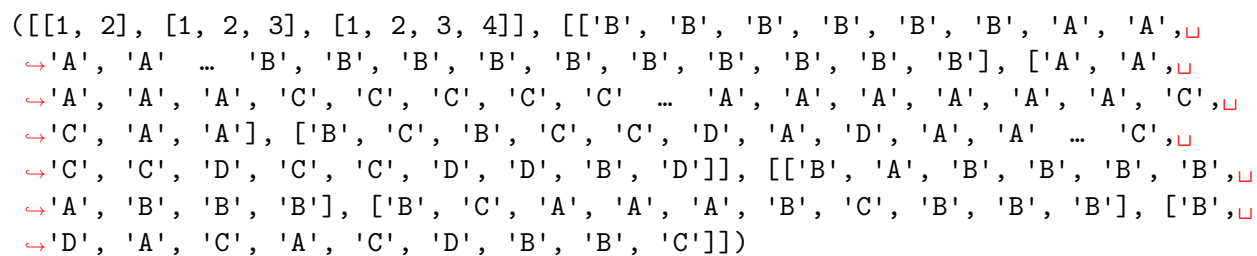 ([[1, 2], [1, 2, 3], [1, 2, 3, 4]], [['B', 'B', 'B', 'B', 'B', 'B', 'A', 'A',␣
↪'A', 'A'  …  'B', 'B', 'B', 'B', 'B', 'B', 'B', 'B', 'B', 'B'], ['A', 'A',␣
↪'A', 'A', 'A', 'C', 'C', 'C', 'C', 'C'  …  'A', 'A', 'A', 'A', 'A', 'A', 'C',␣
↪'C', 'A', 'A'], ['B', 'C', 'B', 'C', 'C', 'D', 'A', 'D', 'A', 'A'  …  'C',␣
↪'C', 'C', 'D', 'C', 'C', 'D', 'D', 'B', 'D']], [['B', 'A', 'B', 'B', 'B', 'B',␣
↪'A', 'B', 'B', 'B'], ['B', 'C', 'A', 'A', 'A', 'B', 'C', 'B', 'B', 'B'], ['B',␣
↪'D', 'A', 'C', 'A', 'C', 'D', 'B', 'B', 'C']])